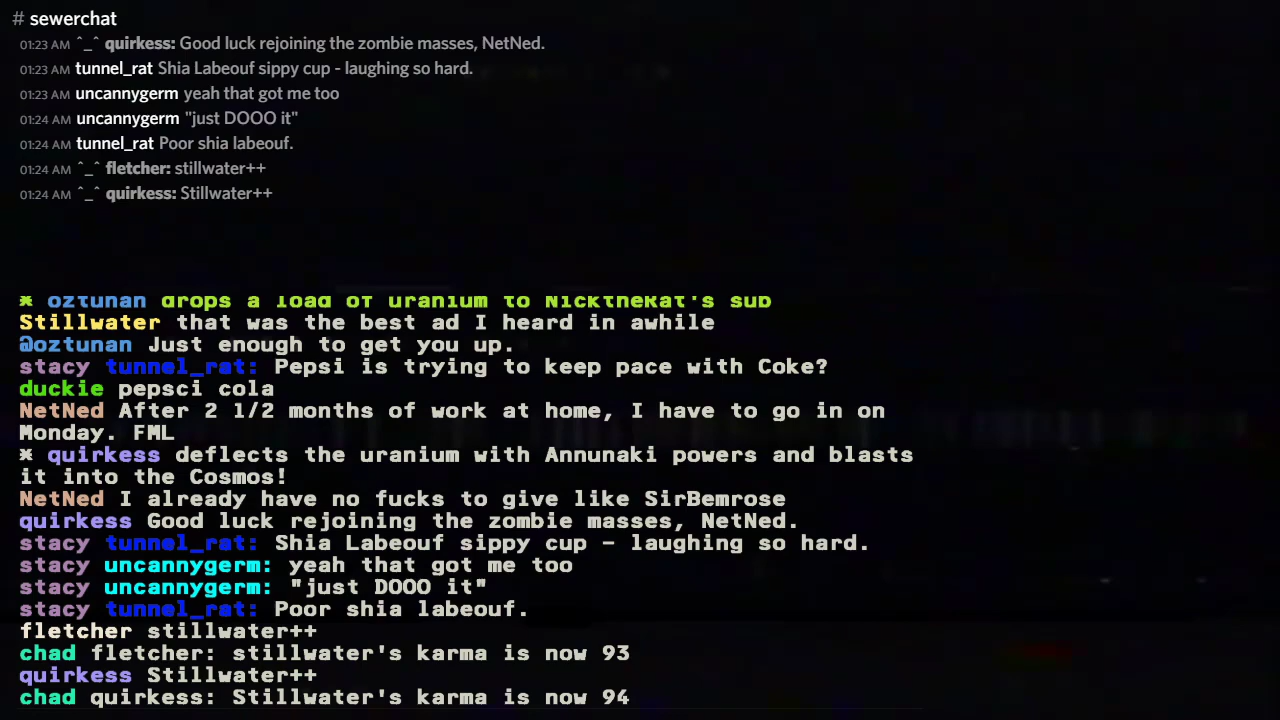 # sewerchat
01:23 AM ^_^ quirkess: Good luck rejoining the zombie masses, NetNed.
01:23 AM tunnel_rat Shia Labeouf sippy cup - laughing so hard.
01:23 AM uncannygerm yeah that got me too
01:24 AM uncannygerm "just DOOO it"
01:24 AM tunnel_rat Poor shia labeouf.
01:24 AM ^_^ fletcher: stillwater++
01:24 AM ^_^ quirkess: Stillwater++
* oztunan drops a load of uranium to NicktheRat's sub
Stillwater that was the best ad I heard in awhile
@oztunan Just enough to get you up.
stacy tunnel_rat: Pepsi is trying to keep pace with Coke?
duckie pepsci cola
NetNed After 2 1/2 months of work at home, I have to go in on
Monday. FML
* quirkess deflects the uranium with Annunaki powers and blasts
it into the Cosmos!
NetNed I already have no fucks to give like SirBemrose
quirkess Good luck rejoining the zombie masses, NetNed.
stacy tunnel_rat: Shia Labeouf sippy cup - laughing so hard.
stacy uncannygerm: yeah that got me too
stacy uncannygerm: "just DOOO it"
stacy tunnel_rat: Poor shia labeouf.
fletcher stillwater++
chad fletcher: stillwater's karma is now 93
quirkess Stillwater++
chad quirkess: Stillwater's karma is now 94